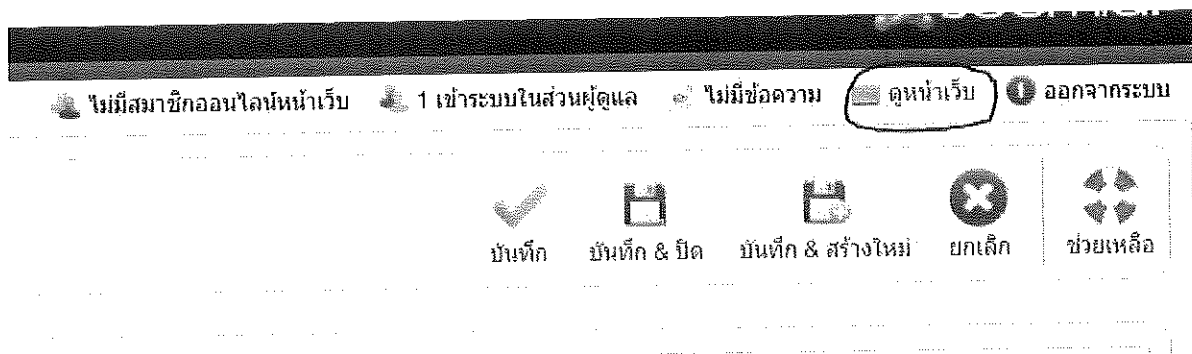 ไม่มีสมาชิกออนไลน์หน้าเว็บ 1 เข้าระบบในส่วนผู้ดูแล ไม่มีข้อความ ดูหน้าเว็บ ออกจากระบบ
บันทึก บันทึก & ปิด บันทึก & สร้างใหม่ ยกเลิก ช่วยเหลือ